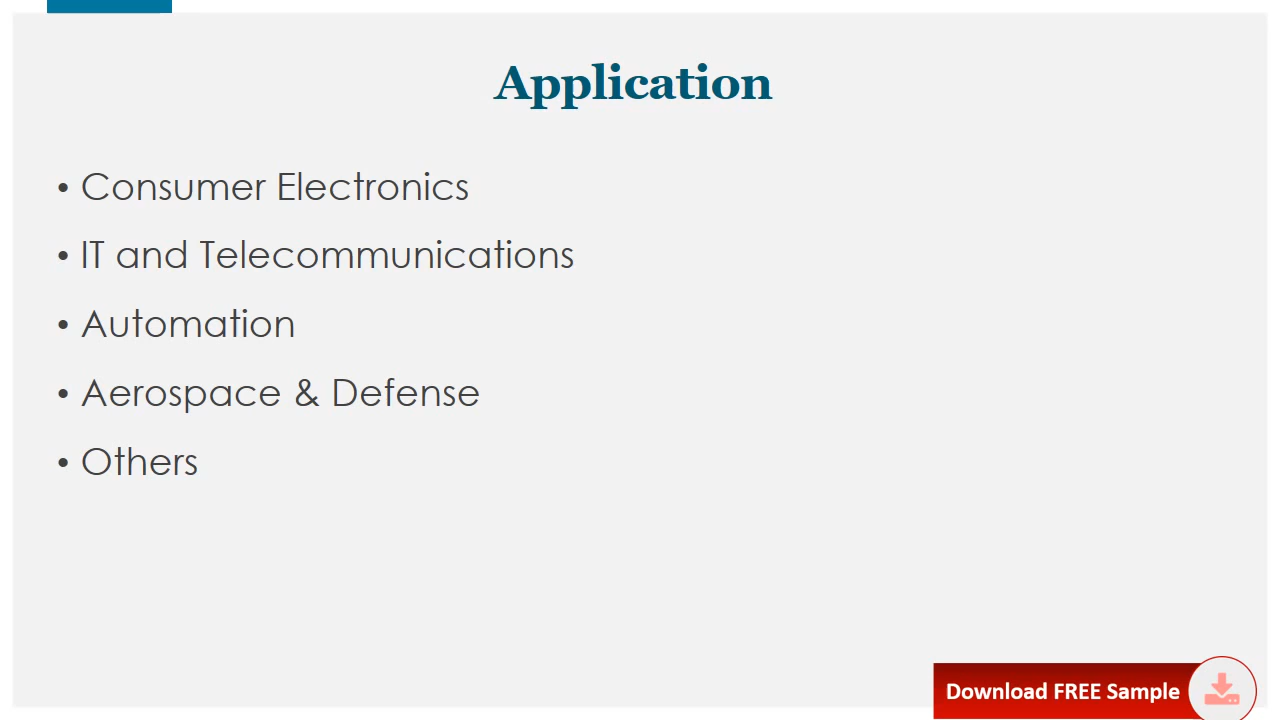 Application
• Consumer Electronics
• IT and Telecommunications
• Automation
• Aerospace & Defense
• Others
Download FREE Sample